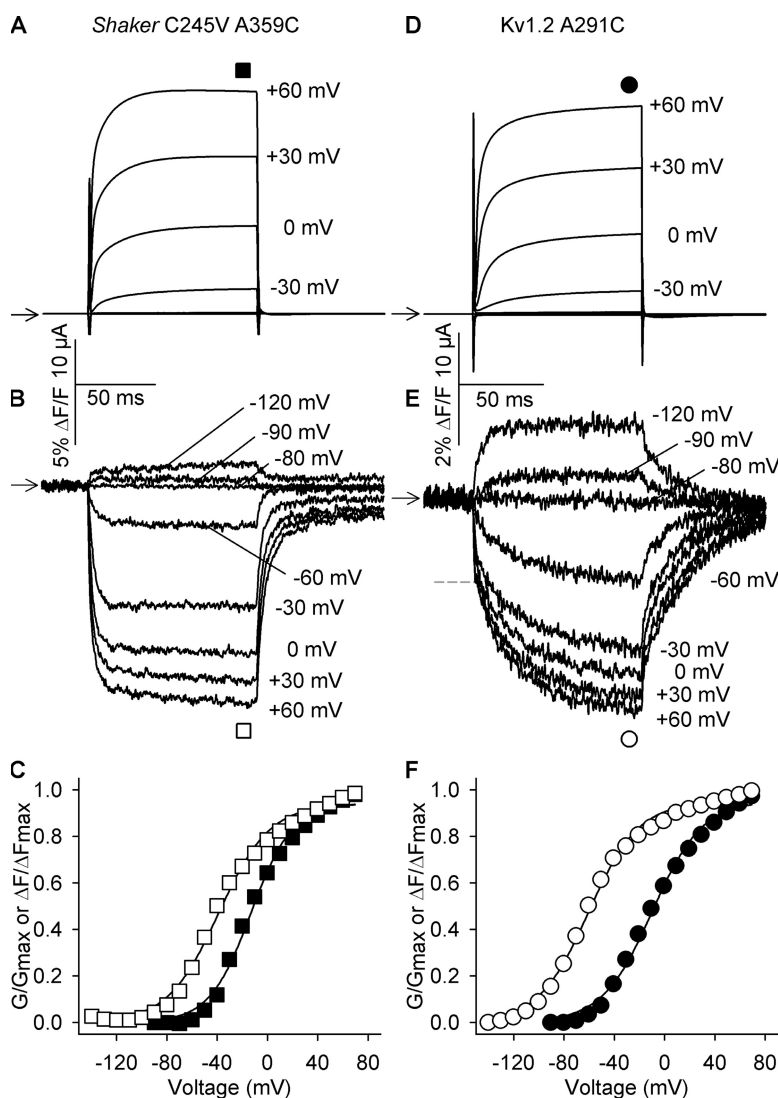 A Shaker C245V A359C
+60 mV
+30 mV
0 mV
-30 mV
5% ΔF/F 10 µA
50 ms
B
-120 mV
-90 mV
-80 mV
-60 mV
-30 mV
0 mV
+30 mV
+60 mV
C
G/Gmax or ΔF/ΔFmax
1.0
0.8
0.6
0.4
0.2
0.0
-120 -80 -40 0 40 80
Voltage (mV)
D Kv1.2 A291C
+60 mV
+30 mV
0 mV
-30 mV
2% ΔF/F 10 µA
50 ms
E
-120 mV
-90 mV
-80 mV
-60 mV
-30 mV
0 mV
+30 mV
+60 mV
F
G/Gmax or ΔF/ΔFmax
1.0
0.8
0.6
0.4
0.2
0.0
-120 -80 -40 0 40 80
Voltage (mV)